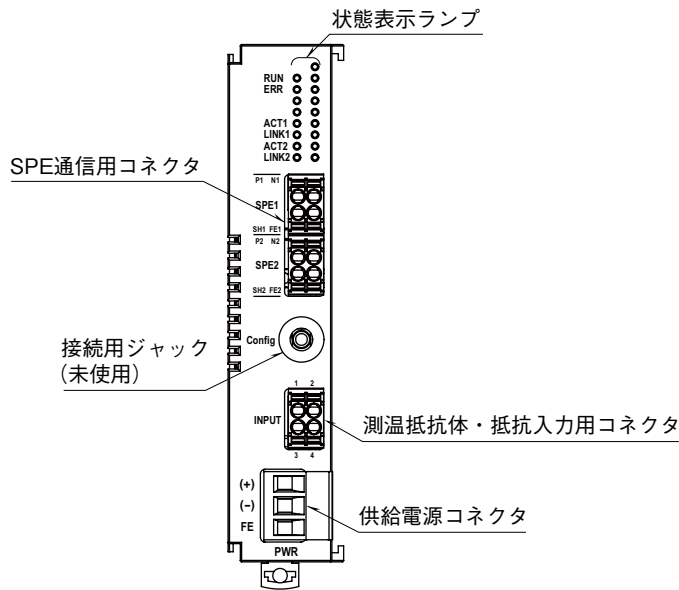 状態表示ランプ
RUN
ERR
ACT1
LINK1
ACT2
LINK2
SPE通信用コネクタ
P1 N1
SPE1
SH1 FE1
P2 N2
SPE2
SH2 FE2
接続用ジャック
(未使用)
Config
1 2
INPUT
測温抵抗体・抵抗入力用コネクタ
3 4
(+)
(−)
供給電源コネクタ
FE
PWR